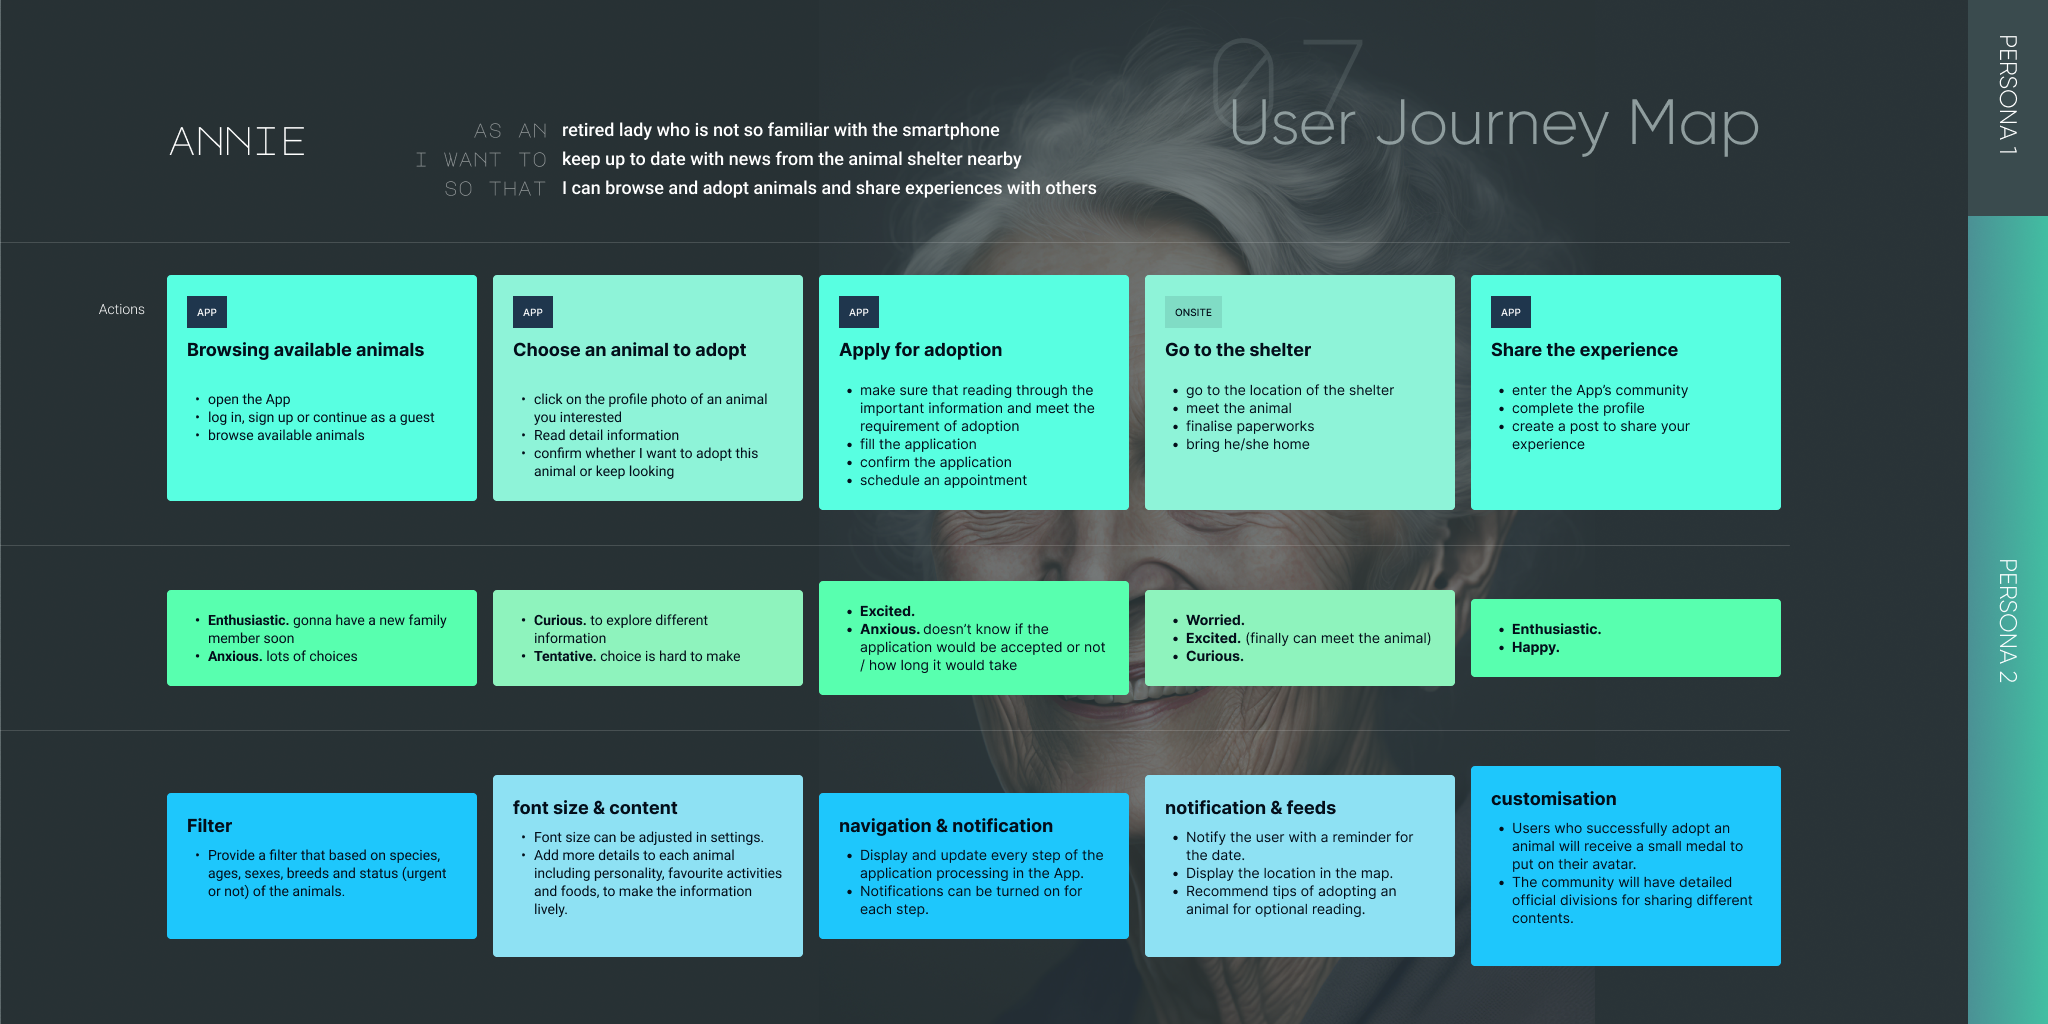 07
User Journey Map
ANNIE
AS AN retired lady who is not so familiar with the smartphone
I WANT TO keep up to date with news from the animal shelter nearby
SO THAT I can browse and adopt animals and share experiences with others
PERSONA 1
PERSONA 2
Actions
APP
Browsing available animals
• open the App
• log in, sign up or continue as a guest
• browse available animals
APP
Choose an animal to adopt
• click on the profile photo of an animal
you interested
• Read detail information
• confirm whether I want to adopt this
animal or keep looking
APP
Apply for adoption
• make sure that reading through the
important information and meet the
requirement of adoption
• fill the application
• confirm the application
• schedule an appointment
ONSITE
Go to the shelter
• go to the location of the shelter
• meet the animal
• finalise paperworks
• bring he/she home
APP
Share the experience
• enter the App’s community
• complete the profile
• create a post to share your
experience
• Enthusiastic. gonna have a new family
member soon
• Anxious. lots of choices
• Curious. to explore different
information
• Tentative. choice is hard to make
• Excited.
• Anxious. doesn’t know if the
application would be accepted or not
/ how long it would take
• Worried.
• Excited. (finally can meet the animal)
• Curious.
• Enthusiastic.
• Happy.
Filter
• Provide a filter that based on species,
ages, sexes, breeds and status (urgent
or not) of the animals.
font size & content
• Font size can be adjusted in settings.
• Add more details to each animal
including personality, favourite activities
and foods, to make the information
lively.
navigation & notification
• Display and update every step of the
application processing in the App.
• Notifications can be turned on for
each step.
notification & feeds
• Notify the user with a reminder for
the date.
• Display the location in the map.
• Recommend tips of adopting an
animal for optional reading.
customisation
• Users who successfully adopt an
animal will receive a small medal to
put on their avatar.
• The community will have detailed
official divisions for sharing different
contents.